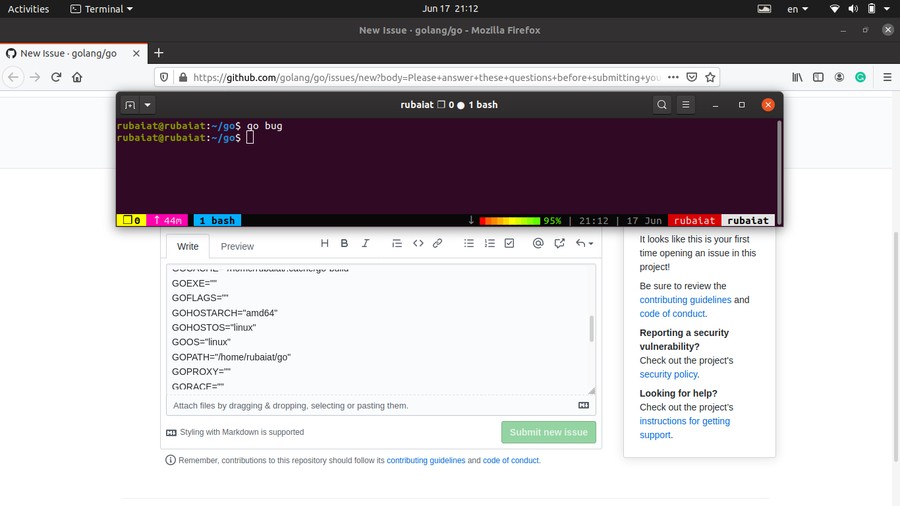 Activities Terminal Jun 17 21:12 en
New Issue · golang/go - Mozilla Firefox
New Issue · golang/go
https://github.com/golang/go/issues/new?body=Please+answer+these+questions+before+submitting+you
rubaiat 0 1 bash
rubaiat@rubaiat:~/go$ go bug
rubaiat@rubaiat:~/go$
0 ↑ 44m 1 bash ↓ 95% | 21:12 | 17 Jun rubaiat rubaiat
Write Preview
GOCACHE="/home/rubaiat/.cache/go-build"
GOEXE=""
GOFLAGS=""
GOHOSTARCH="amd64"
GOHOSTOS="linux"
GOOS="linux"
GOPATH="/home/rubaiat/go"
GOPROXY=""
GORACE=""
Attach files by dragging & dropping, selecting or pasting them.
Styling with Markdown is supported
Submit new issue
Remember, contributions to this repository should follow its contributing guidelines and code of conduct.
It looks like this is your first
time opening an issue in this
project!
Be sure to review the
contributing guidelines and
code of conduct.
Reporting a security
vulnerability?
Check out the project's
security policy.
Looking for help?
Check out the project's
instructions for getting
support.